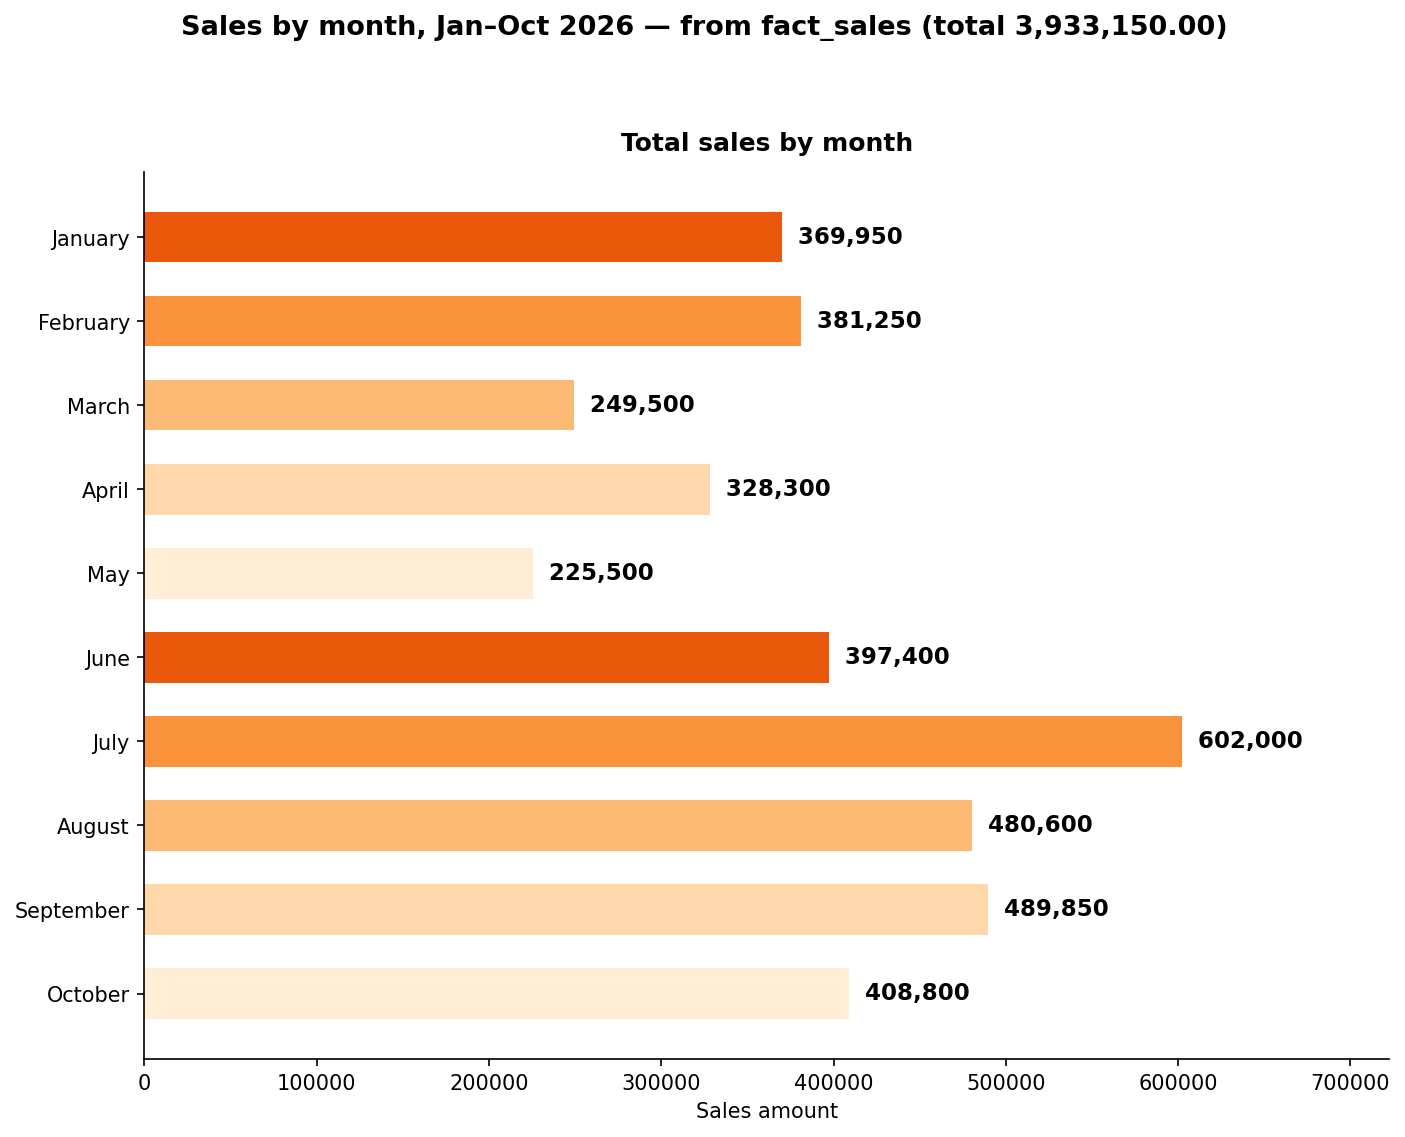 Sales by month, Jan–Oct 2026 — from fact_sales (total 3,933,150.00)
Total sales by month
January 369,950
February 381,250
March 249,500
April 328,300
May 225,500
June 397,400
July 602,000
August 480,600
September 489,850
October 408,800
0 100000 200000 300000 400000 500000 600000 700000
Sales amount